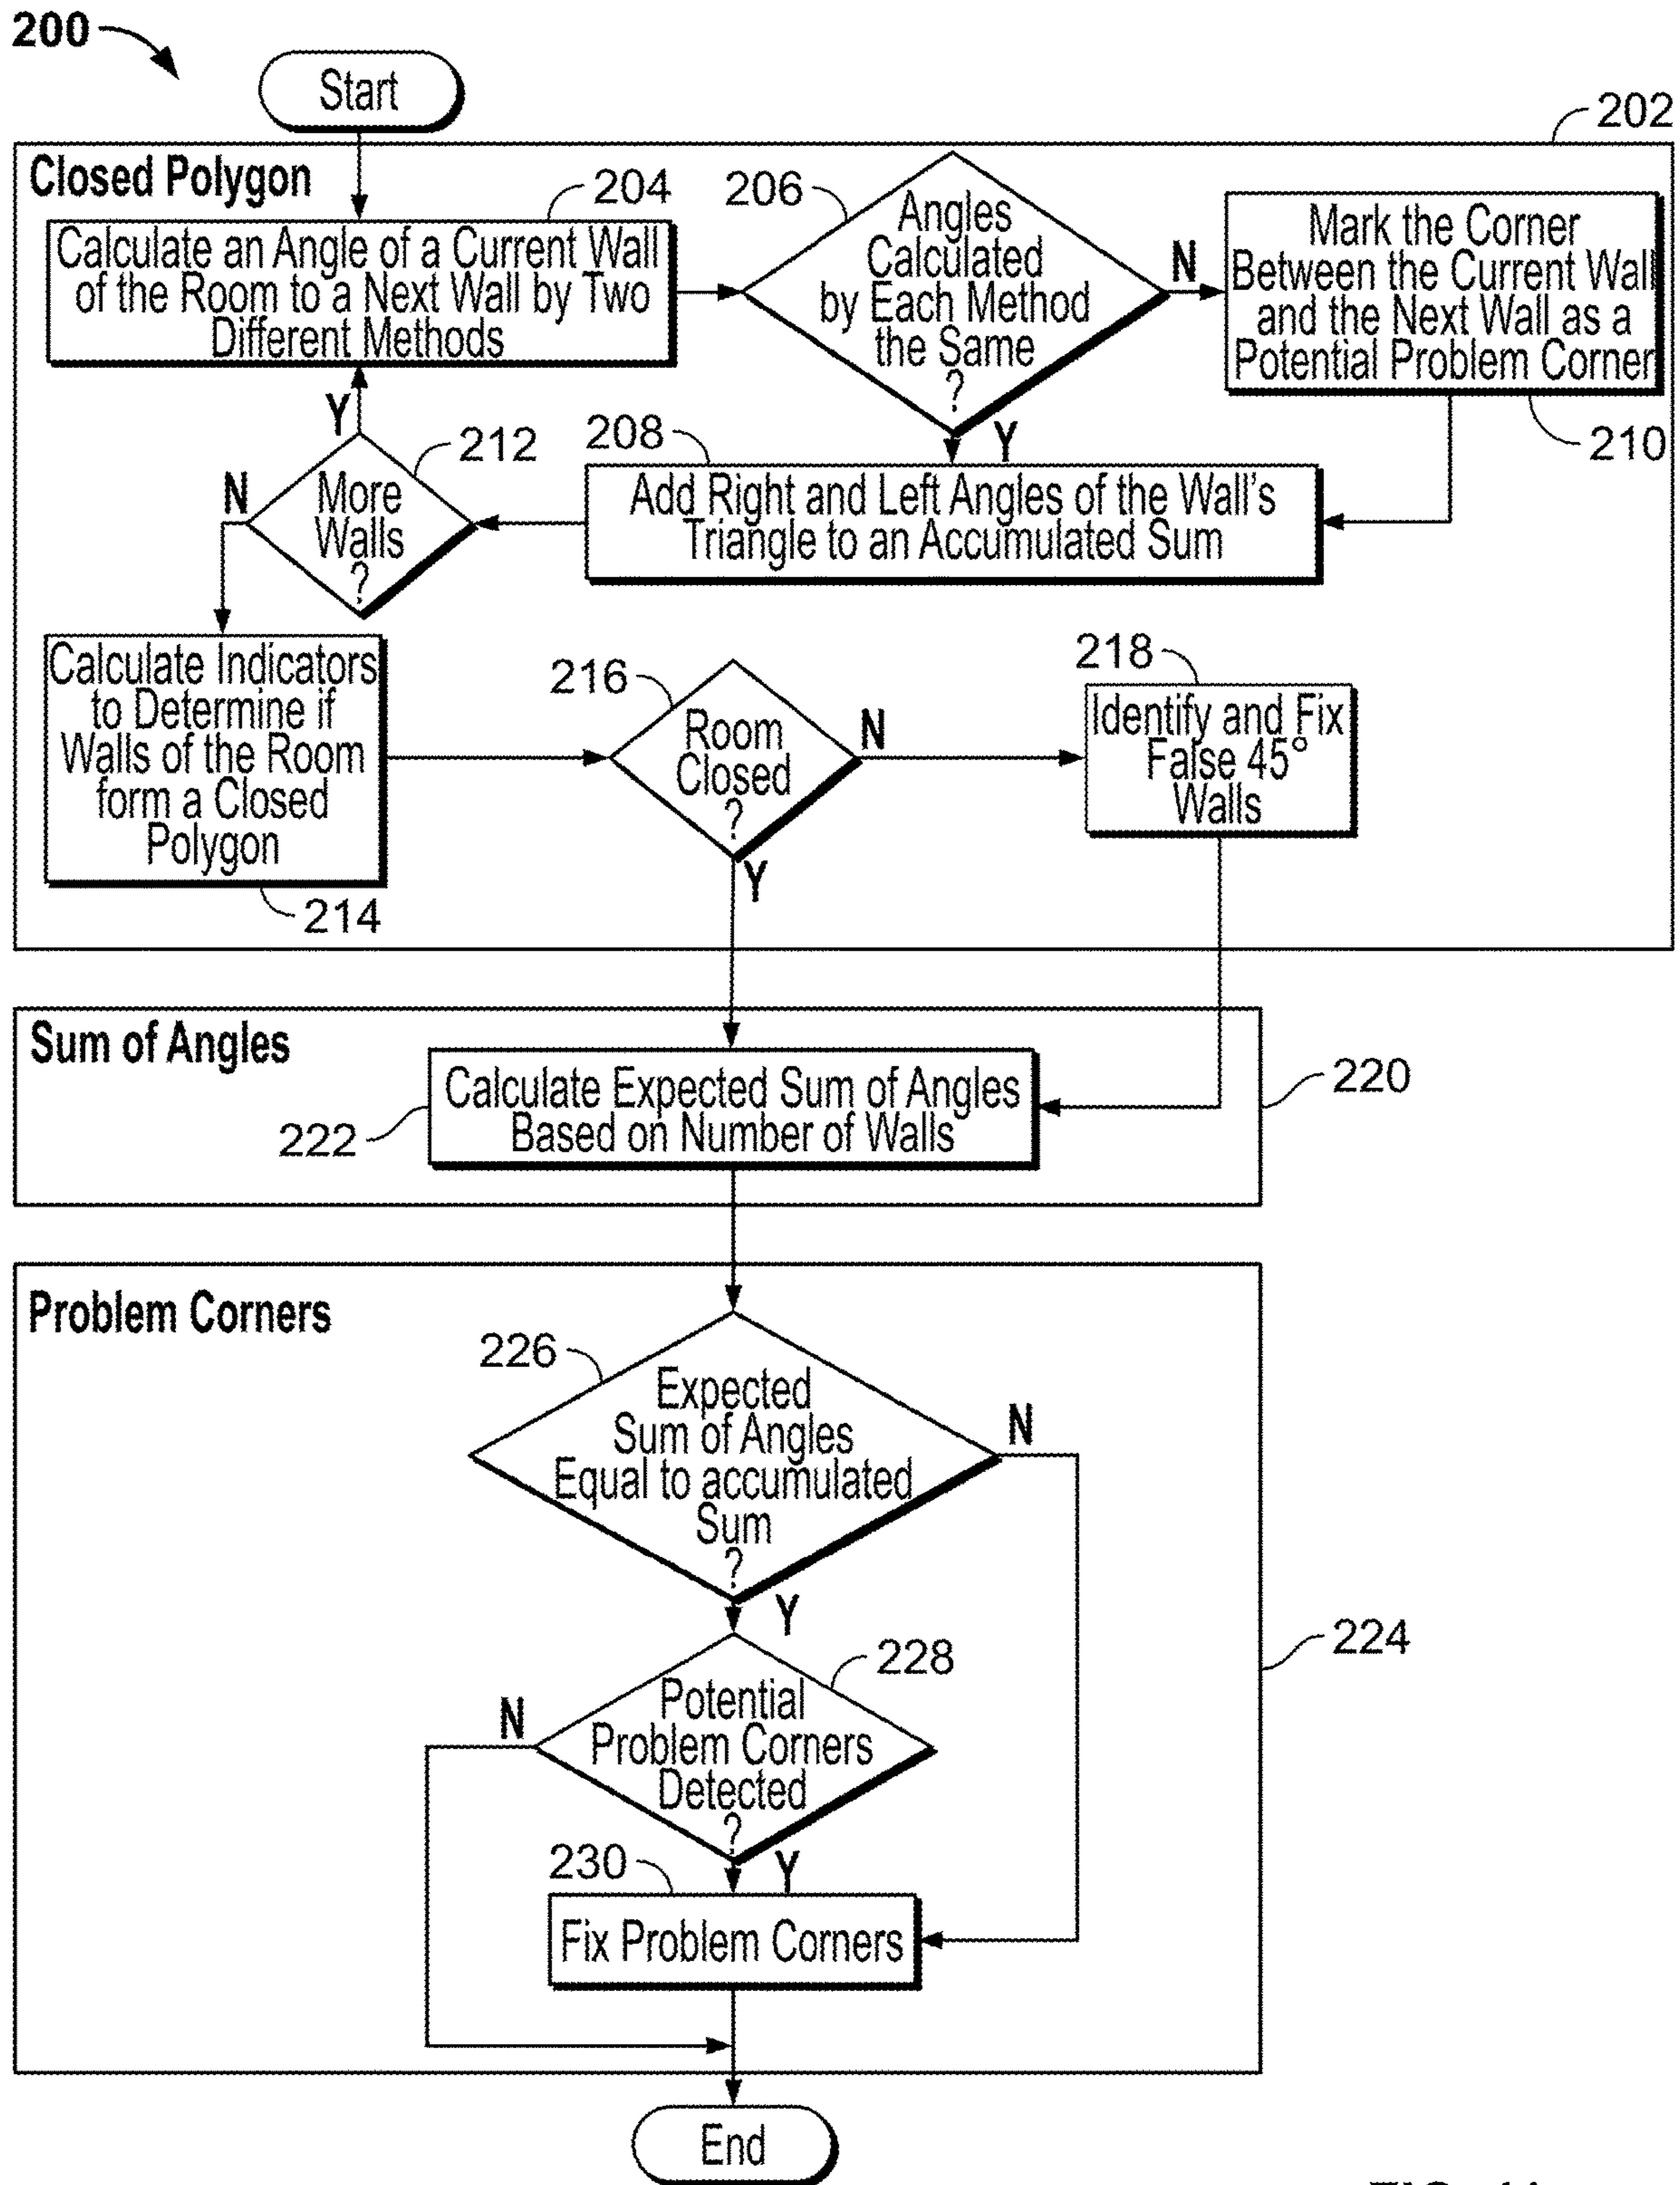 200
Start
202
Closed Polygon
204
Calculate an Angle of a Current Wall
of the Room to a Next Wall by Two
Different Methods
206
Angles
Calculated
by Each Method
the Same
?
N
Mark the Corner
Between the Current Wall
and the Next Wall as a
Potential Problem Corner
210
Y
208
Add Right and Left Angles of the Wall's
Triangle to an Accumulated Sum
Y
212
More
Walls
?
N
Calculate Indicators
to Determine if
Walls of the Room
form a Closed
Polygon
214
216
Room
Closed
?
N
Y
218
Identify and Fix
False 45°
Walls
Sum of Angles
220
222
Calculate Expected Sum of Angles
Based on Number of Walls
Problem Corners
224
226
Expected
Sum of Angles
Equal to accumulated
Sum
?
N
Y
228
Potential
Problem Corners
Detected
?
N
Y
230
Fix Problem Corners
End